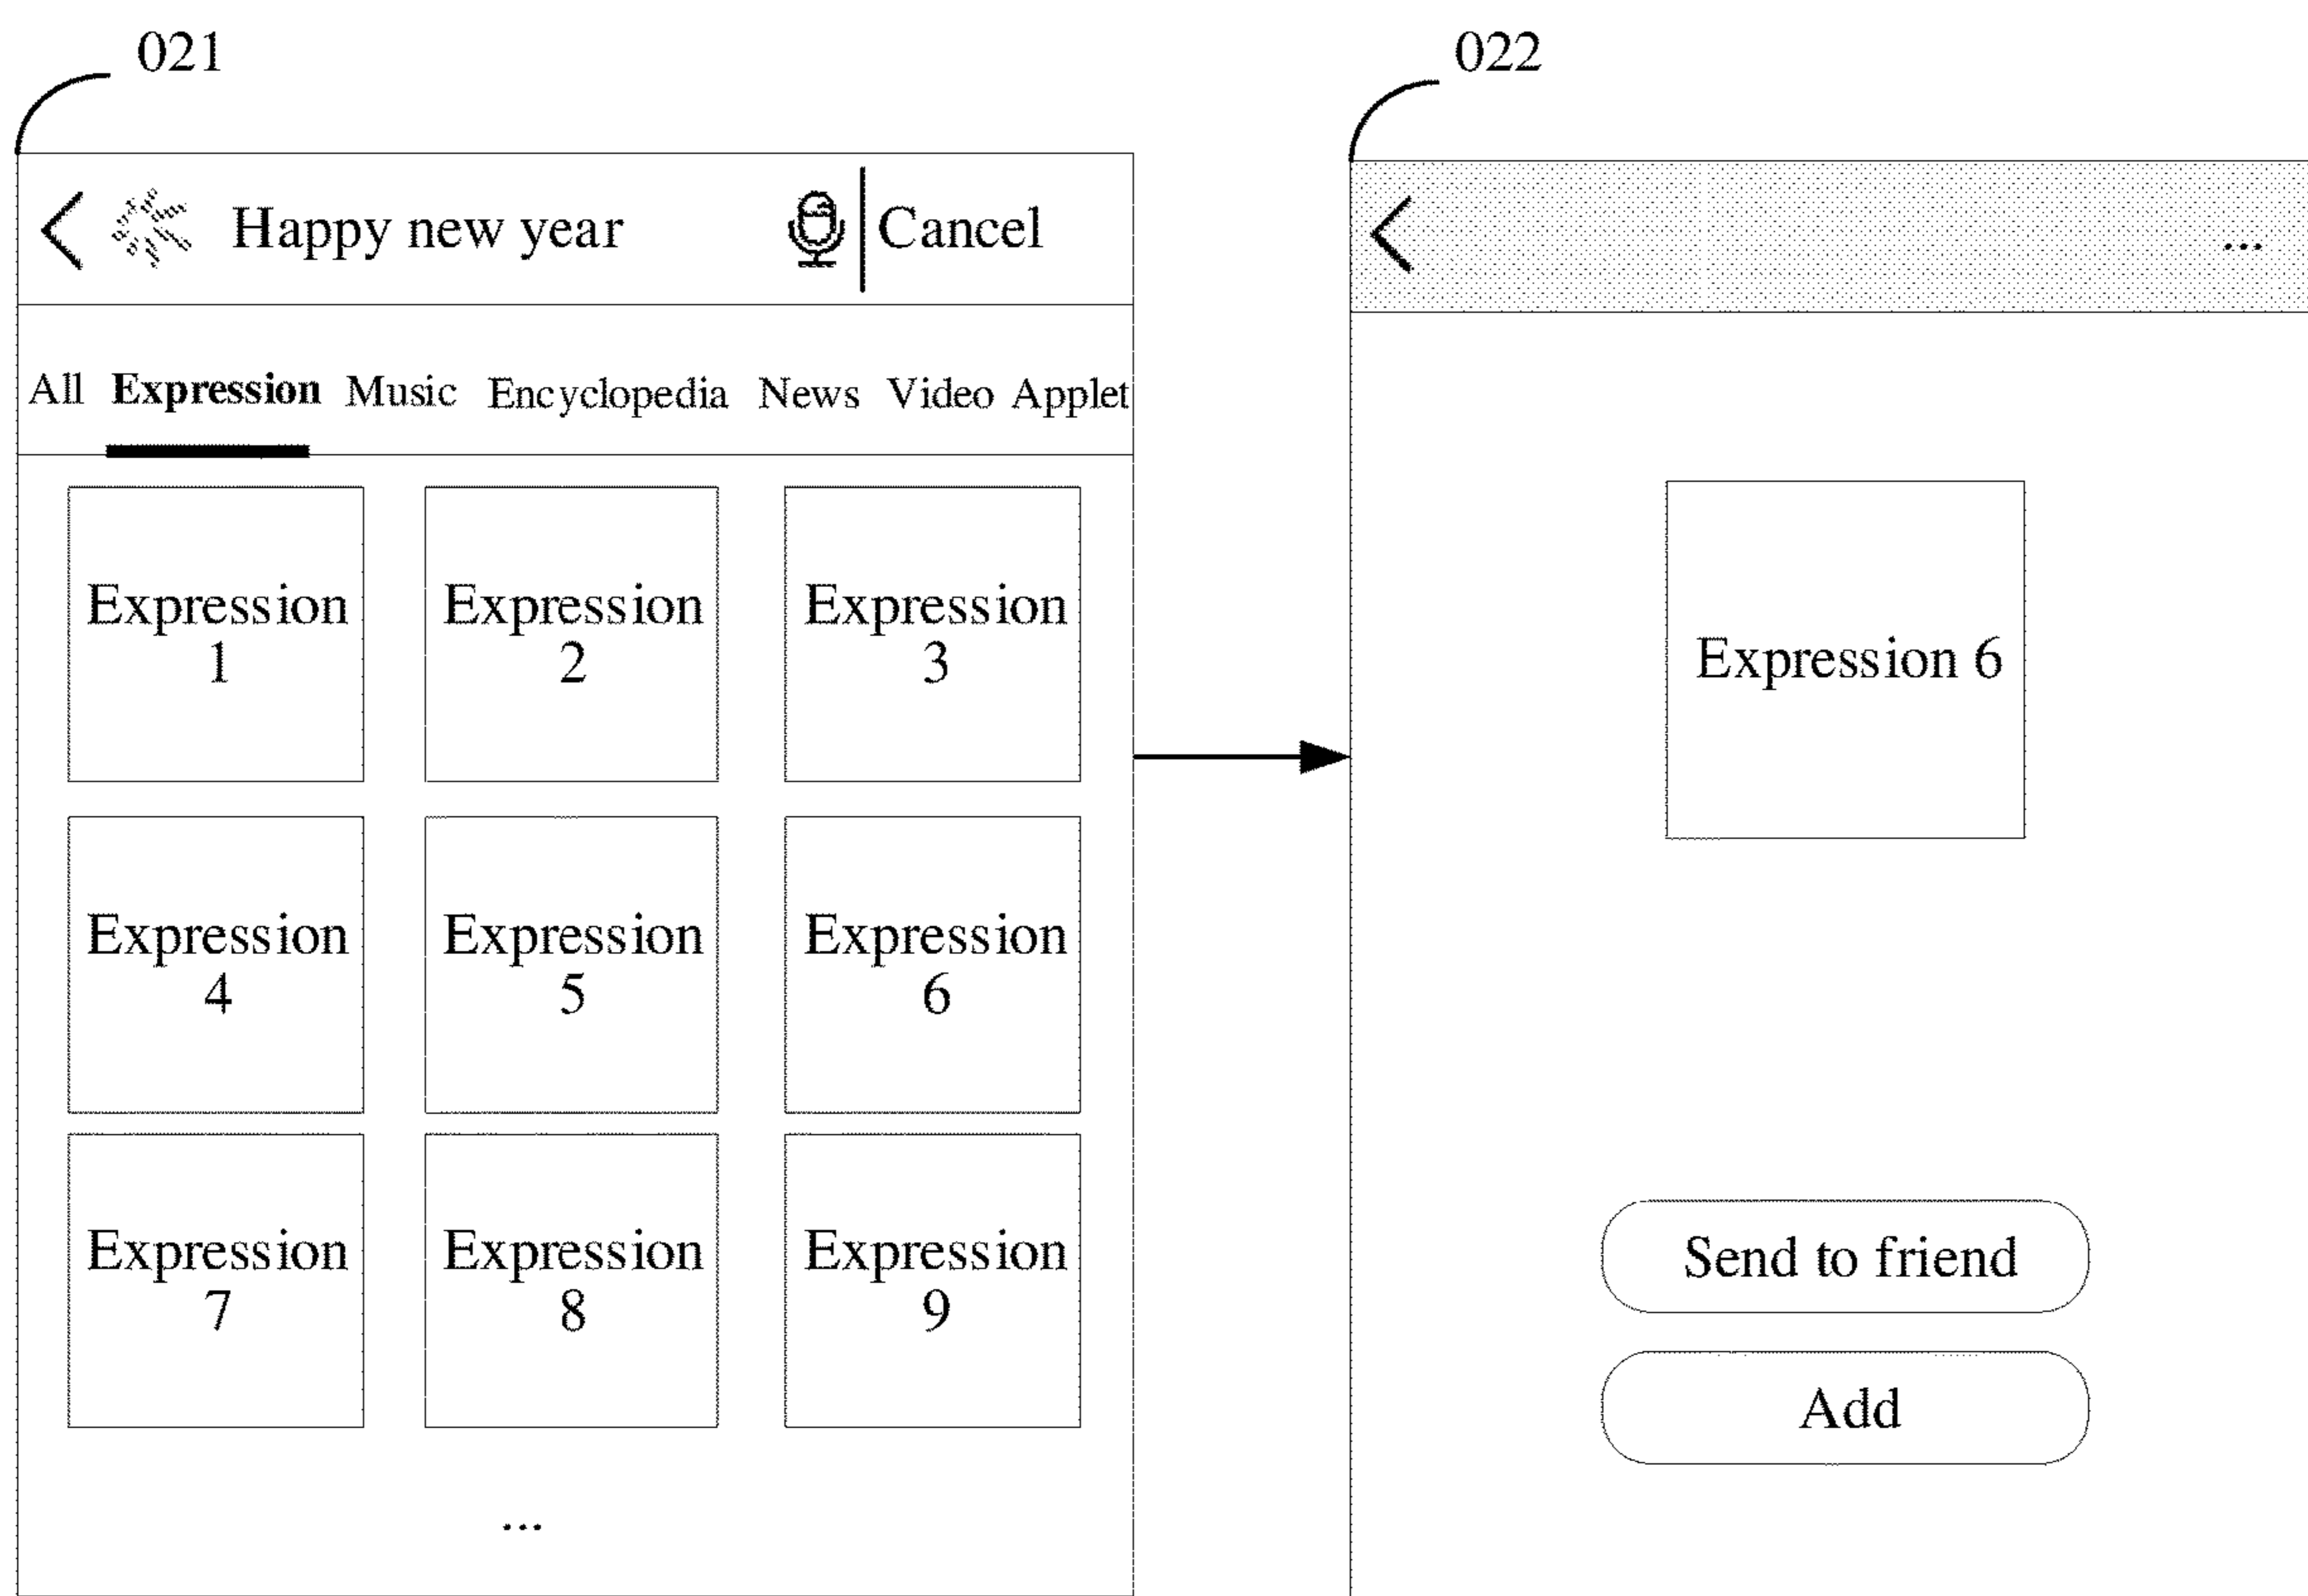 021
022
Happy new year
Cancel
...
All Expression Music Encyclopedia News Video Applet
Expression
1
Expression
2
Expression
3
Expression 6
Expression
4
Expression
5
Expression
6
Expression
7
Expression
8
Expression
9
Send to friend
Add
...